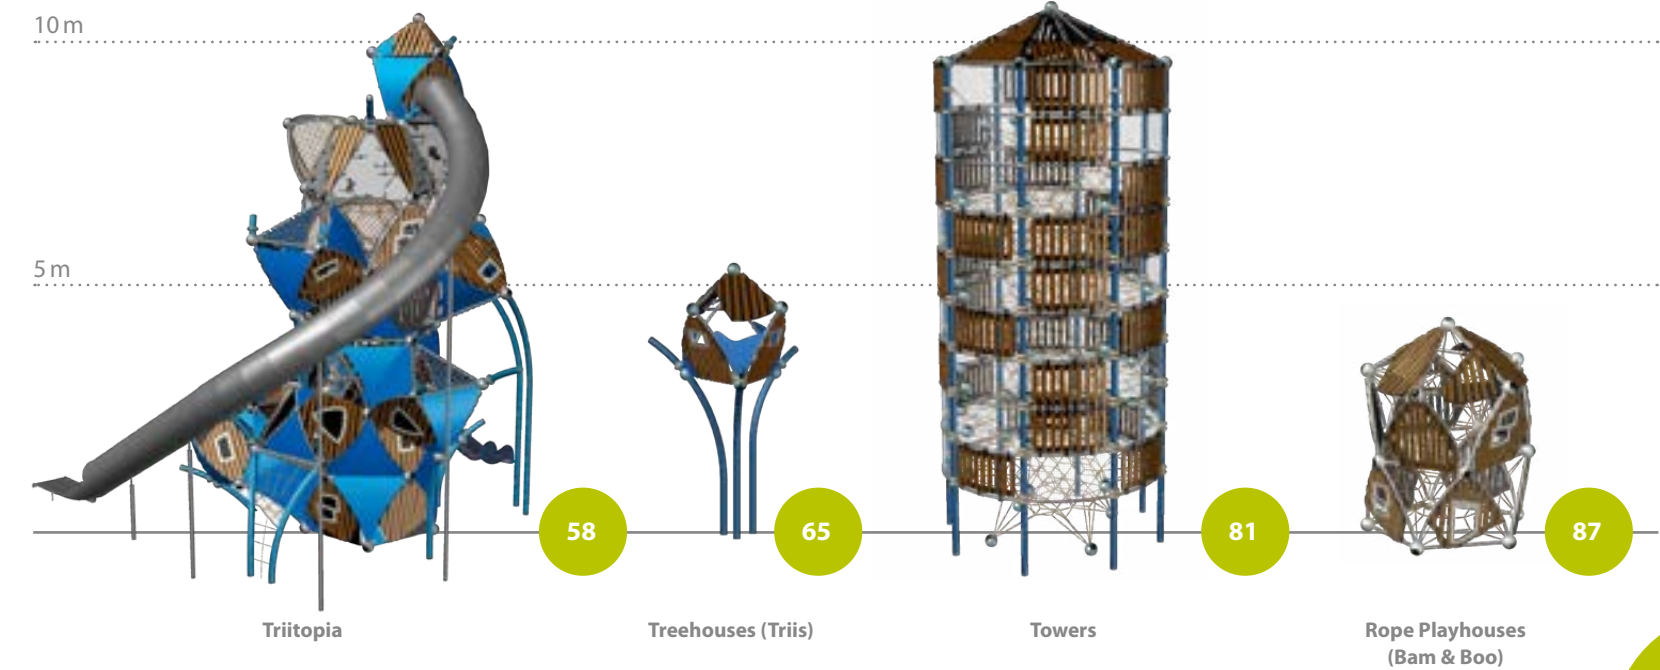 10 m
5 m
58
65
81
87
Triitopia
Treehouses (Triis)
Towers
Rope Playhouses
(Bam & Boo)